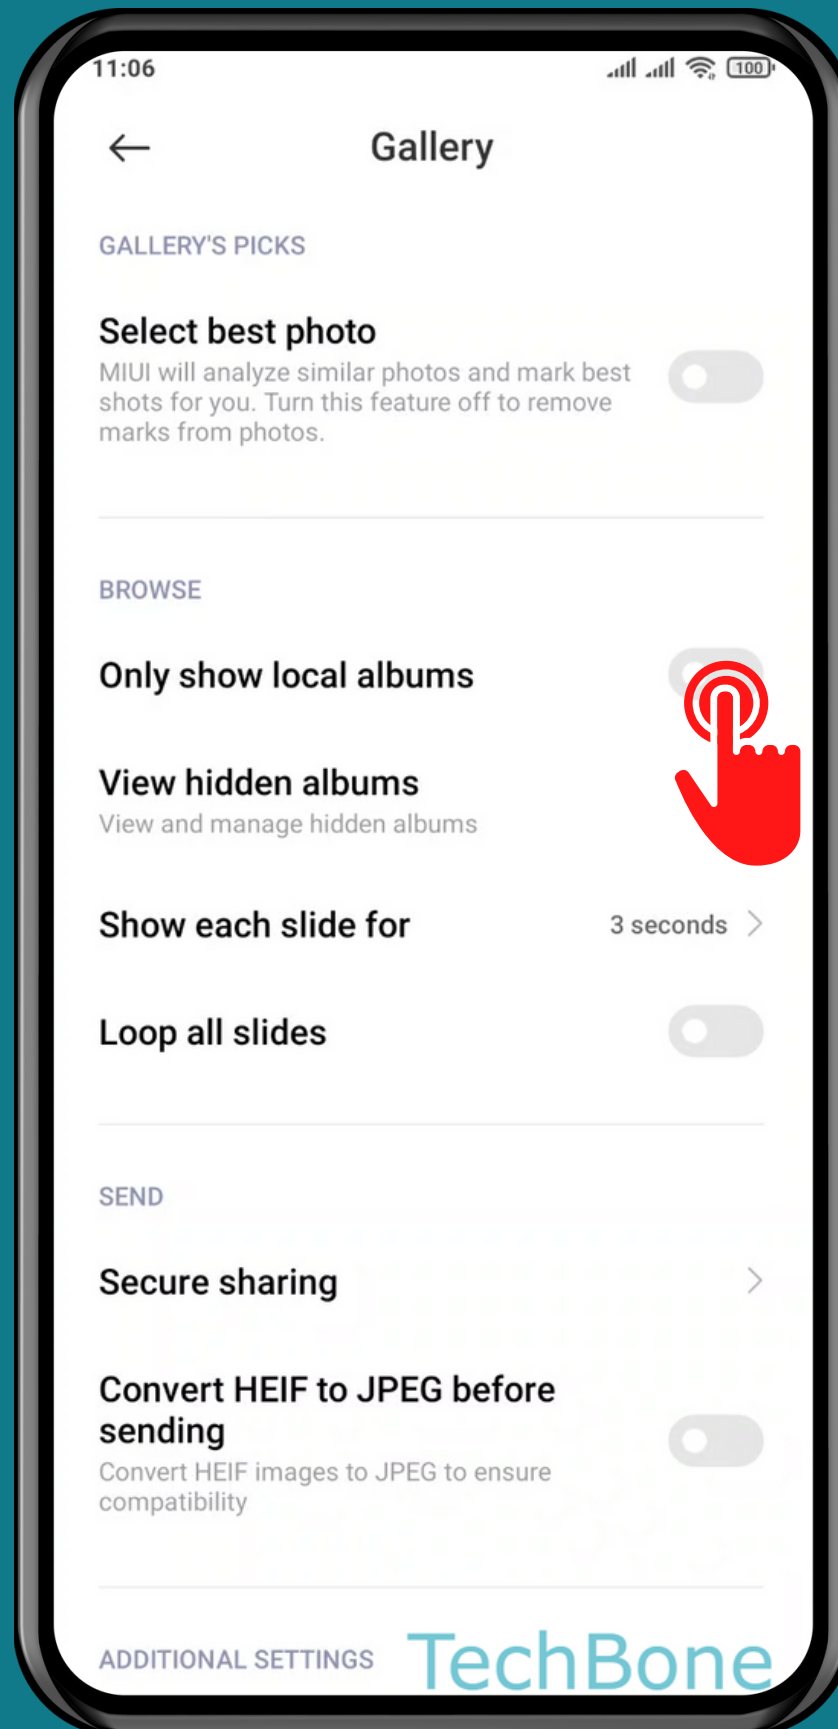 11:06 100
Gallery
GALLERY'S PICKS
Select best photo
MIUI will analyze similar photos and mark best
shots for you. Turn this feature off to remove
marks from photos.
BROWSE
Only show local albums
View hidden albums
View and manage hidden albums
Show each slide for 3 seconds
Loop all slides
SEND
Secure sharing
Convert HEIF to JPEG before
sending
Convert HEIF images to JPEG to ensure
compatibility
ADDITIONAL SETTINGS
TechBone